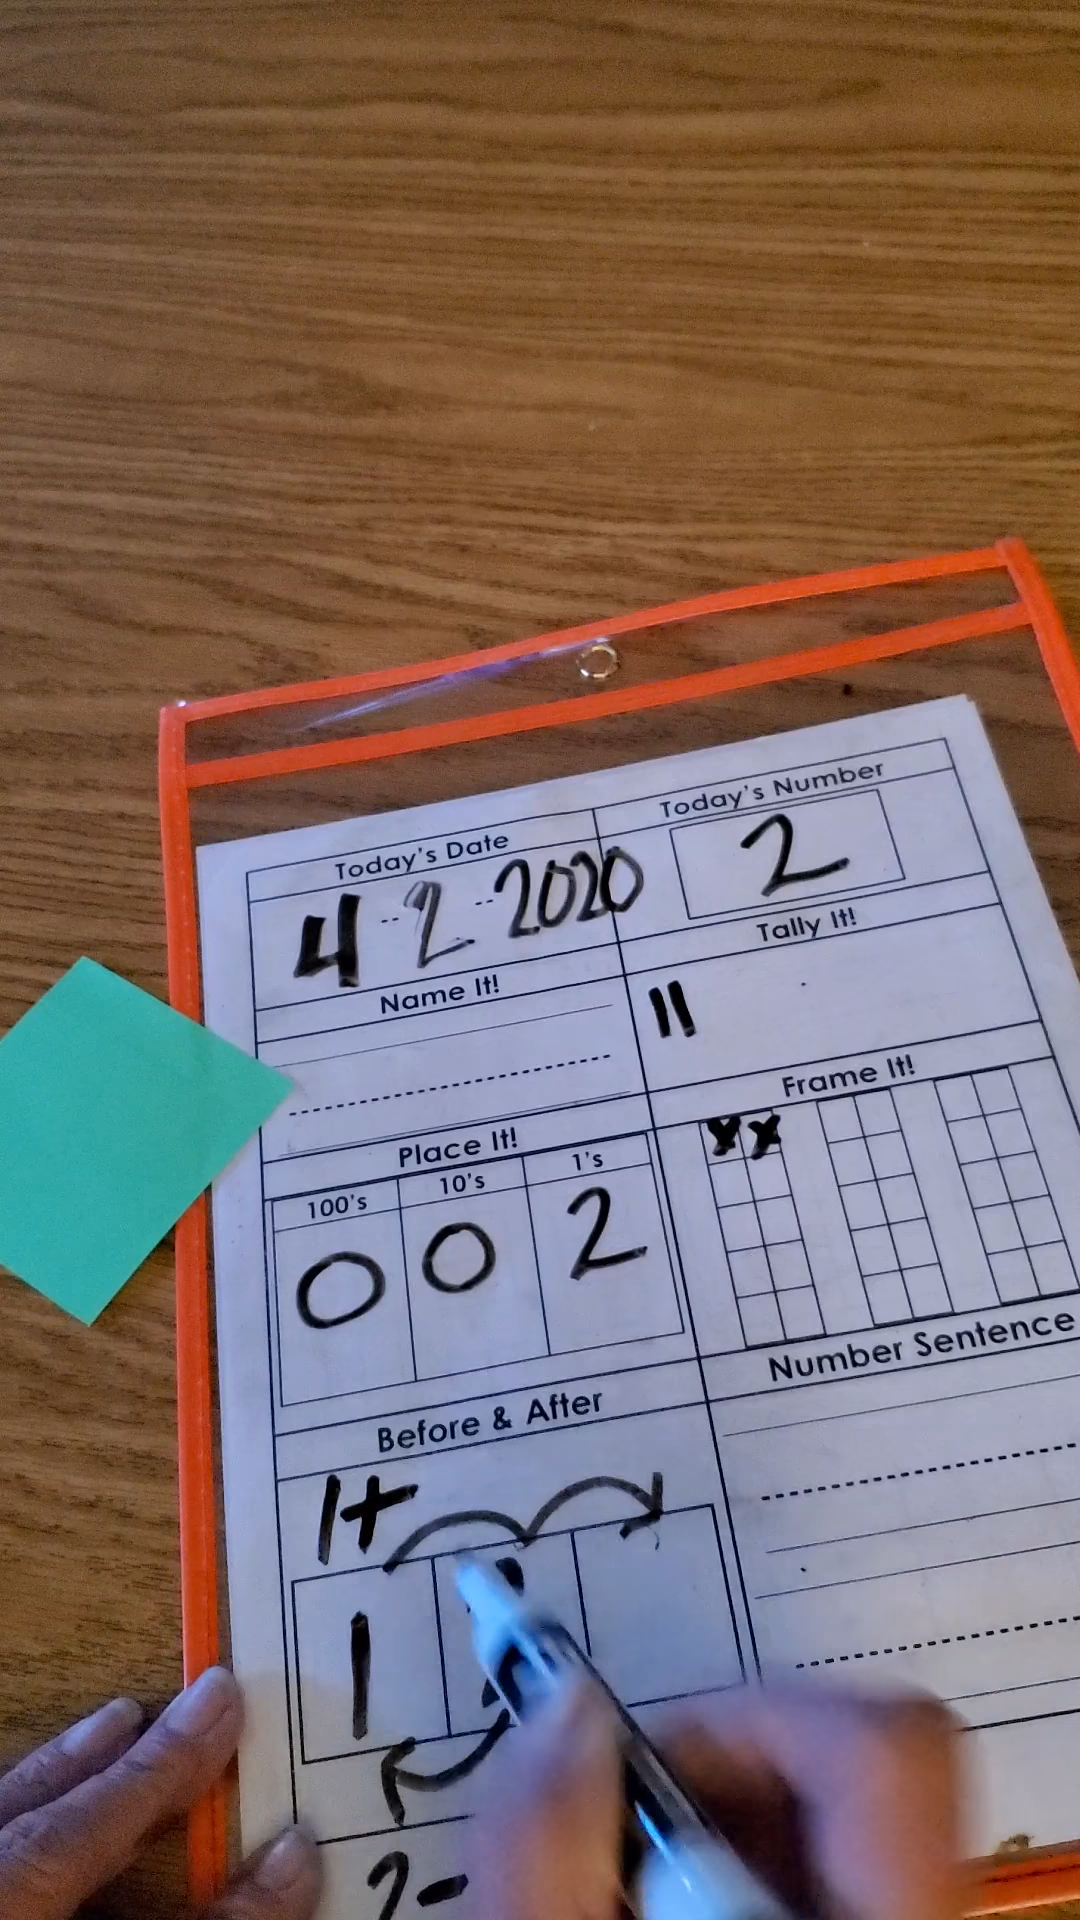 Today's Date
4--2--2020
Today's Number
2
Name It!
Tally It!
II
Place It!
100's 10's 1's
0 0 2
Frame It!
X X
Before & After
1+
1
2-
Number Sentence